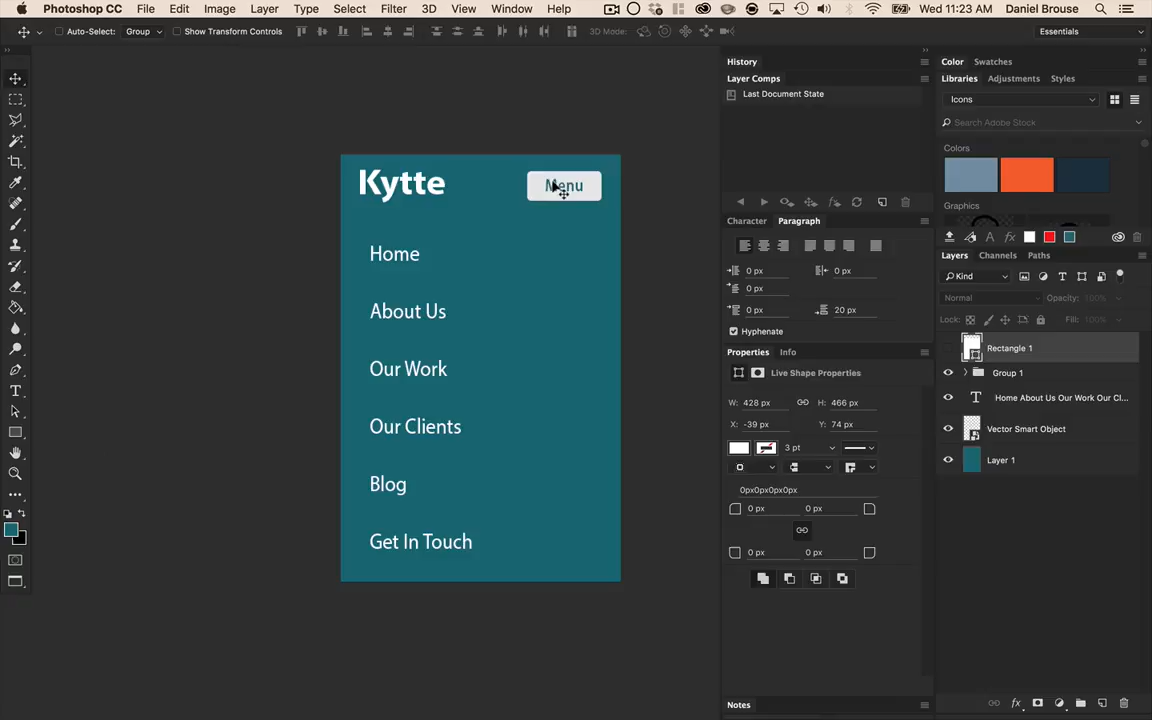 Photoshop CC File Edit Image Layer Type Select Filter 3D View Window Help Wed 11:23 AM Daniel Brouse
Auto-Select: Group Show Transform Controls 3D Mode: Essentials
History
Layer Comps
Last Document State
Color Swatches
Libraries Adjustments Styles
Icons
Search Adobe Stock
Colors
Graphics
Kytte
Menu
Home
About Us
Our Work
Our Clients
Blog
Get In Touch
Character Paragraph
0 px 0 px
0 px
0 px 20 px
Hyphenate
Properties Info
Live Shape Properties
W: 428 px H: 466 px
X: -39 px Y: 74 px
3 pt
0px0px0px0px
0 px 0 px
0 px 0 px
Notes
Layers Channels Paths
Kind
Normal Opacity: 100%
Lock: Fill: 100%
Rectangle 1
Group 1
Home About Us Our Work Our Cl...
Vector Smart Object
Layer 1